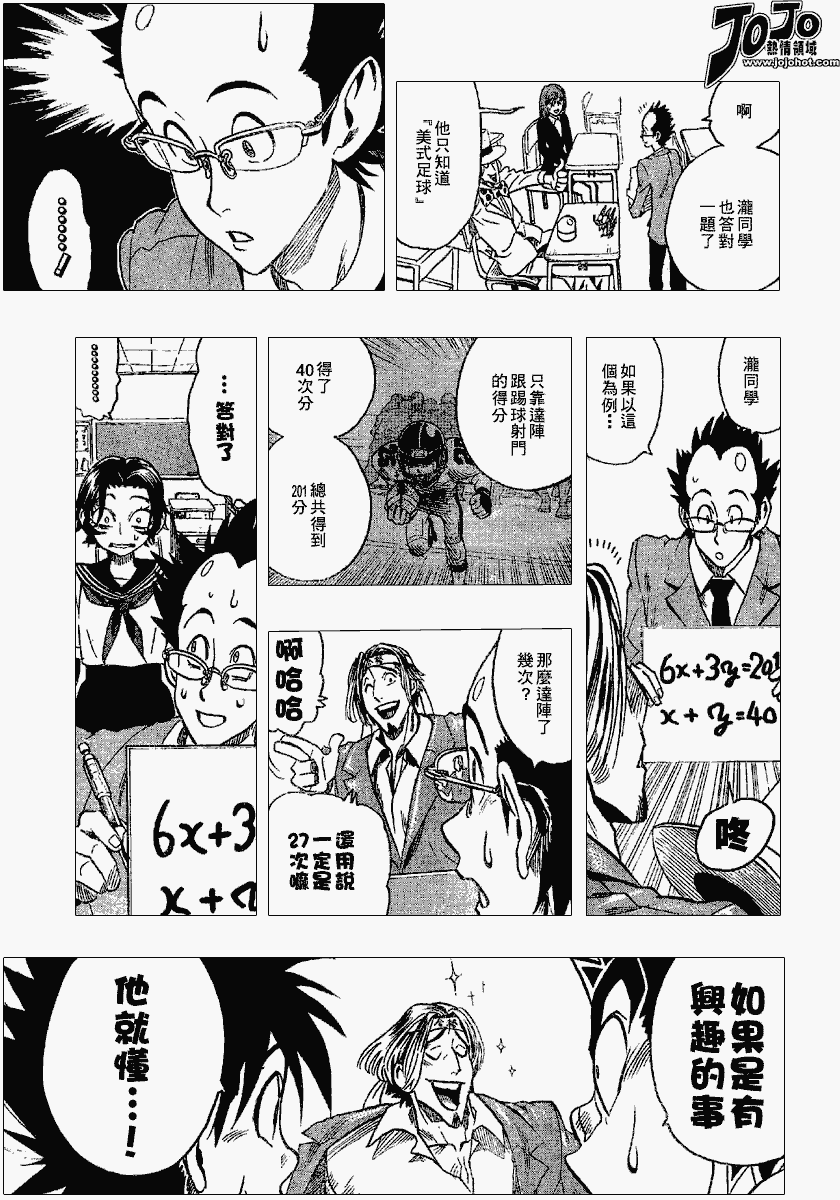 JOJO
熱情領域
www.jojohot.com
啊
瀧同學
也答對
一題了
他只知道
『美式足球』
……！
瀧同學
如果以這
個為例…
6x+3y=201
x+y=40
咚
只靠達陣
跟踢球射門
的得分
得了
40次分
總共得到
201分
那麼達陣了
幾次？
啊哈哈
還用說
一定是
27次嘛
…答對了
………
6x+3
x+y
如果是有
興趣的事
他就懂…！